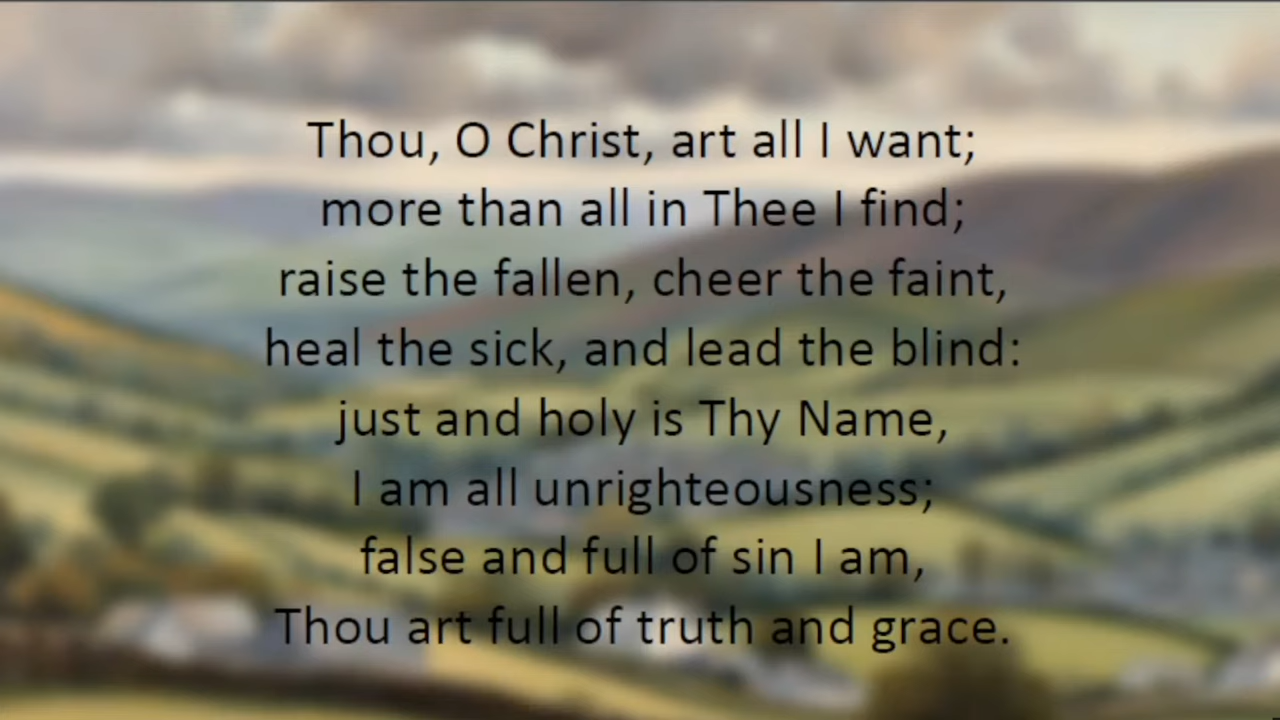 Thou, O Christ, art all I want;
more than all in Thee I find;
raise the fallen, cheer the faint,
heal the sick, and lead the blind:
just and holy is Thy Name,
I am all unrighteousness;
false and full of sin I am,
Thou art full of truth and grace.